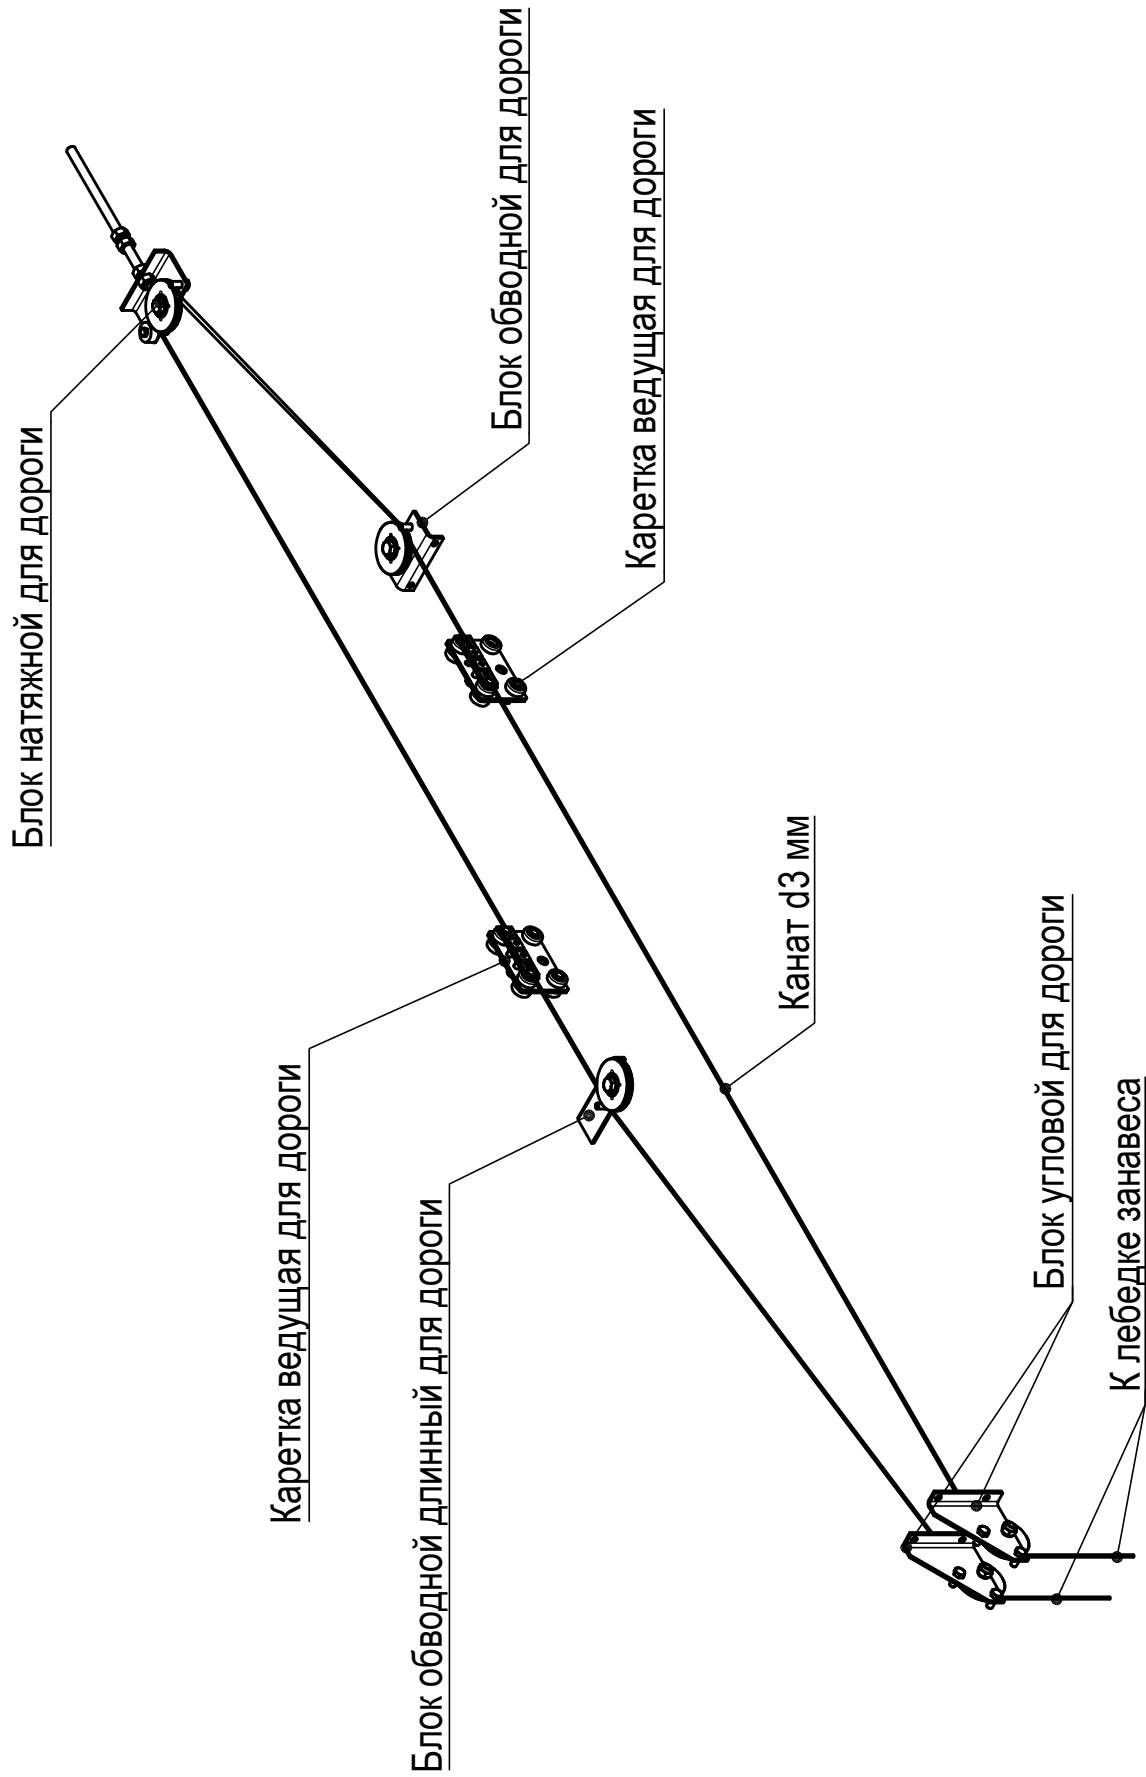 Блок натяжной для дороги
Блок обводной для дороги
Каретка ведущая для дороги
Каретка ведущая для дороги
Блок обводной длинный для дороги
Канат d3 мм
Блок угловой для дороги
К лебедке занавеса